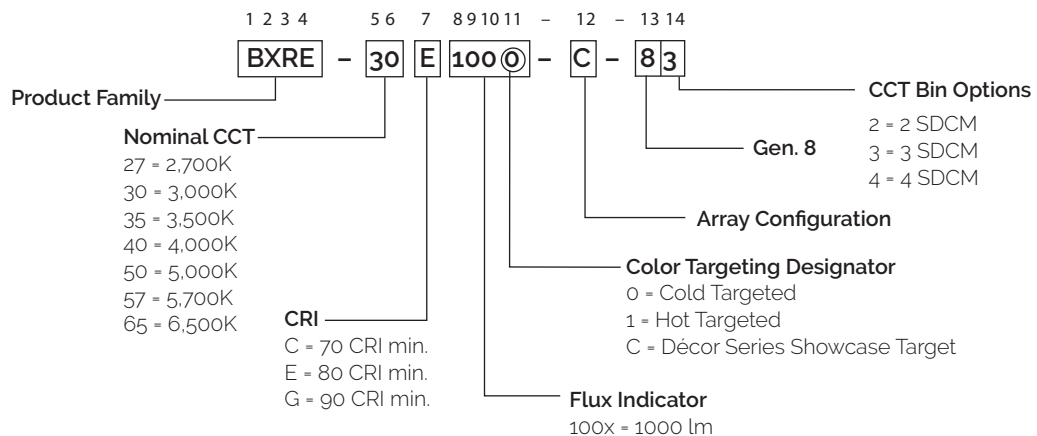 1 2 3 4 5 6 7 8 9 10 11 – 12 – 13 14
BXRE – 30 E 100 0 – C – 8 3
Product Family
Nominal CCT
27 = 2,700K
30 = 3,000K
35 = 3,500K
40 = 4,000K
50 = 5,000K
57 = 5,700K
65 = 6,500K
CRI
C = 70 CRI min.
E = 80 CRI min.
G = 90 CRI min.
CCT Bin Options
2 = 2 SDCM
3 = 3 SDCM
4 = 4 SDCM
Gen. 8
Array Configuration
Color Targeting Designator
0 = Cold Targeted
1 = Hot Targeted
C = Décor Series Showcase Target
Flux Indicator
100x = 1000 lm